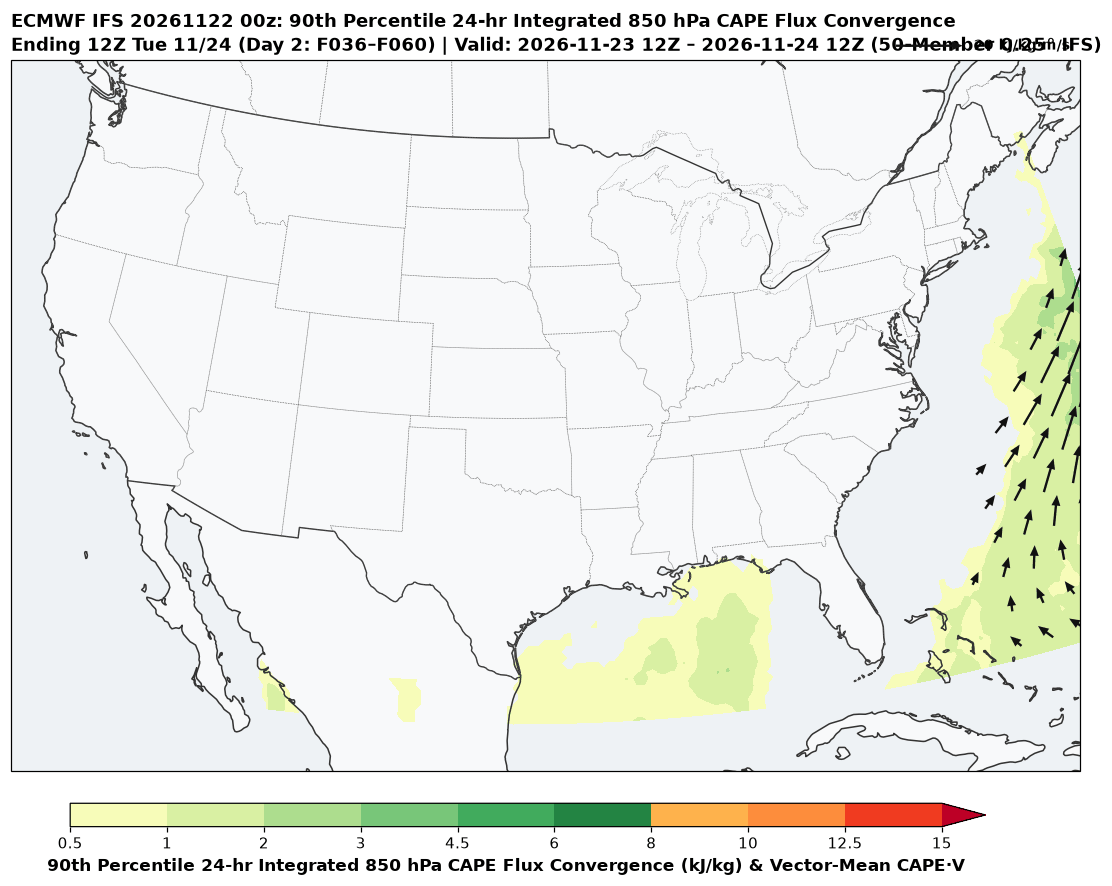 ECMWF IFS 20261122 00z: 90th Percentile 24-hr Integrated 850 hPa CAPE Flux Convergence
Ending 12Z Tue 11/24 (Day 2: F036–F060) | Valid: 2026-11-23 12Z – 2026-11-24 12Z (50-Member 0.25° IFS)
0.5 1 2 3 4.5 6 8 10 12.5 15
90th Percentile 24-hr Integrated 850 hPa CAPE Flux Convergence (kJ/kg) & Vector-Mean CAPE·V